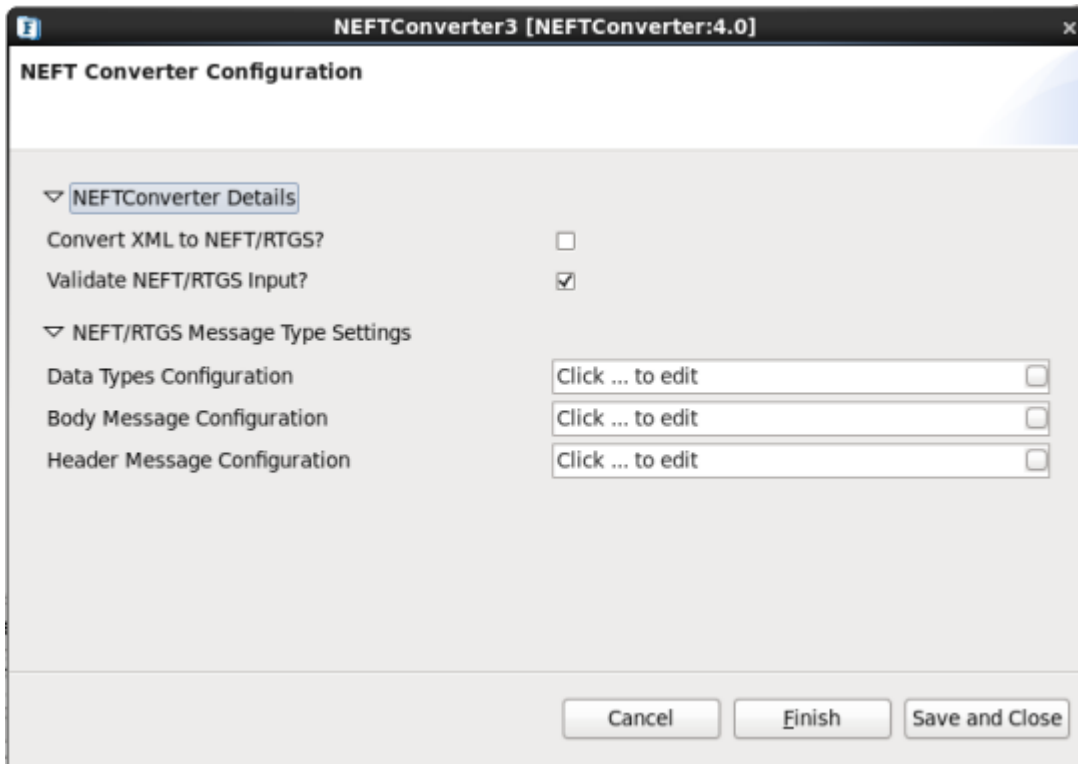 NEFTConverter3 [NEFTConverter:4.0]
NEFT Converter Configuration
NEFTConverter Details
Convert XML to NEFT/RTGS?
Validate NEFT/RTGS Input?
NEFT/RTGS Message Type Settings
Data Types Configuration Click ... to edit
Body Message Configuration Click ... to edit
Header Message Configuration Click ... to edit
Cancel Finish Save and Close